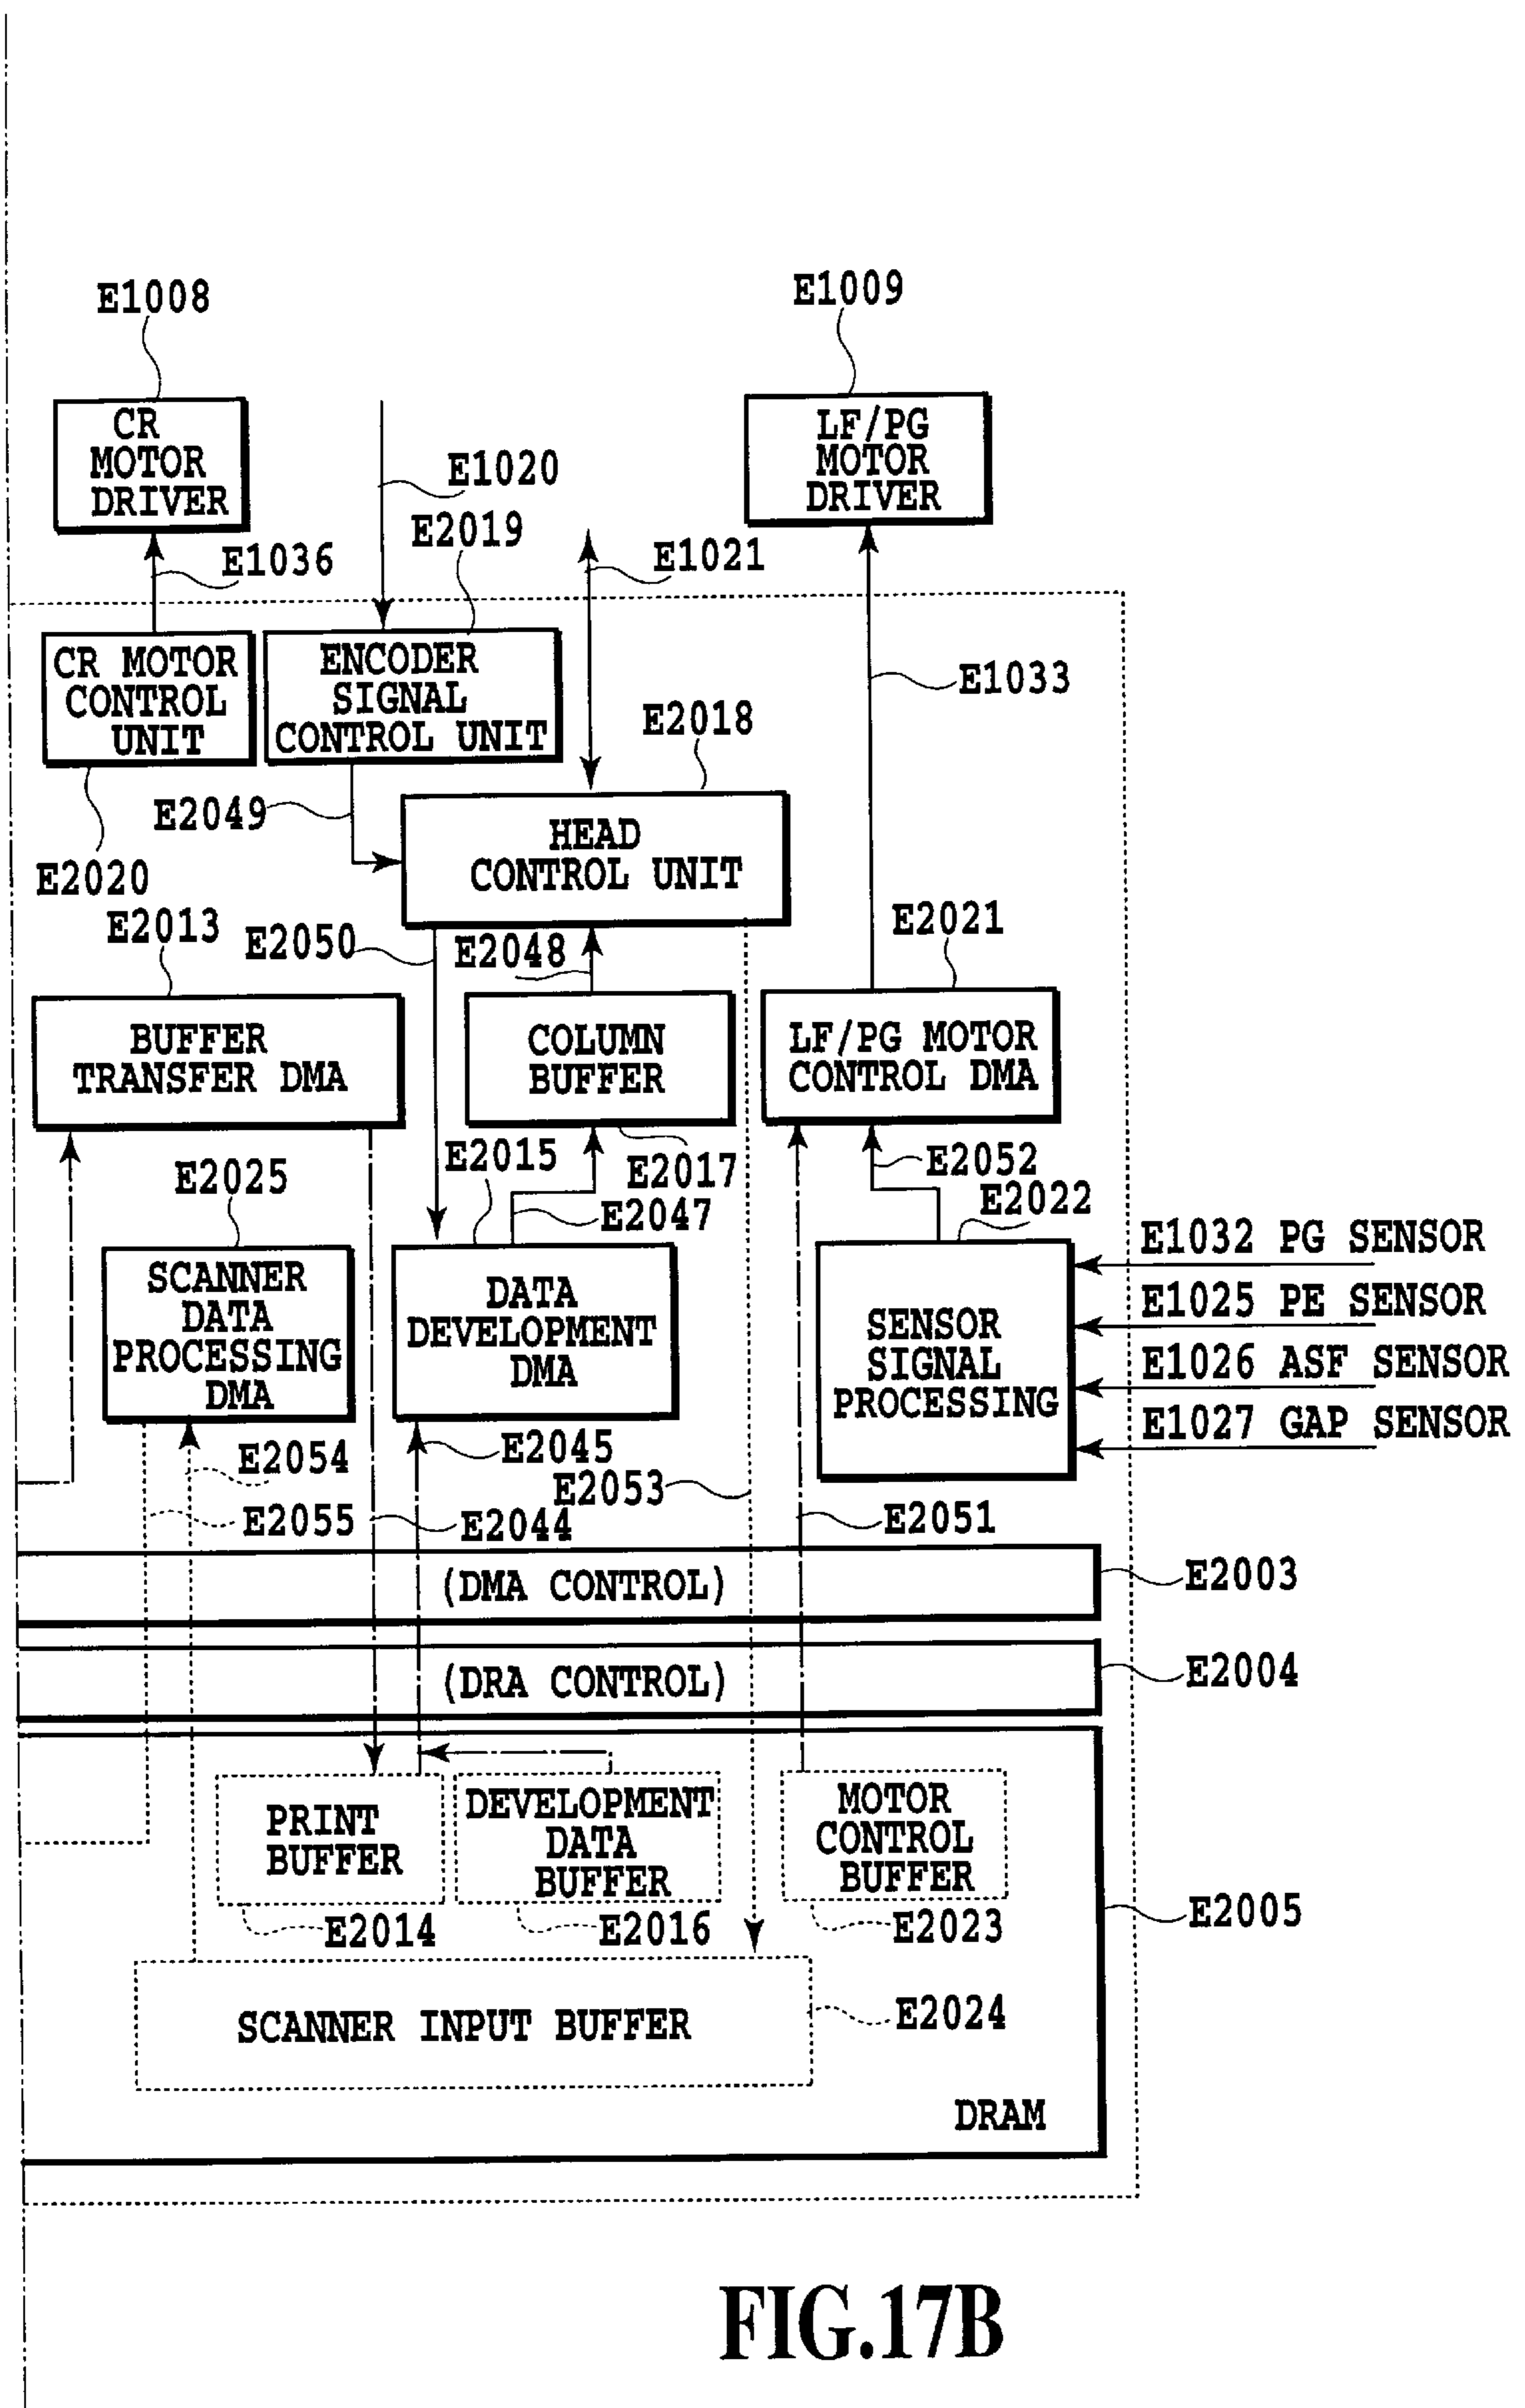 E1008
E1009
CR
MOTOR
DRIVER
LF/PG
MOTOR
DRIVER
E1020
E2019
E1036
E1021
CR MOTOR
CONTROL
UNIT
ENCODER
SIGNAL
CONTROL UNIT
E1033
E2018
E2049
HEAD
CONTROL UNIT
E2020
E2013
E2050
E2048
E2021
BUFFER
TRANSFER DMA
COLUMN
BUFFER
LF/PG MOTOR
CONTROL DMA
E2015
E2017
E2052
E2025
E2047
E2022
SCANNER
DATA
PROCESSING
DMA
DATA
DEVELOPMENT
DMA
SENSOR
SIGNAL
PROCESSING
E1032 PG SENSOR
E1025 PE SENSOR
E1026 ASF SENSOR
E1027 GAP SENSOR
E2054
E2045
E2053
E2055
E2044
E2051
(DMA CONTROL)
E2003
(DRA CONTROL)
E2004
PRINT
BUFFER
DEVELOPMENT
DATA
BUFFER
MOTOR
CONTROL
BUFFER
E2014
E2016
E2023
E2005
SCANNER INPUT BUFFER
E2024
DRAM
FIG.17B